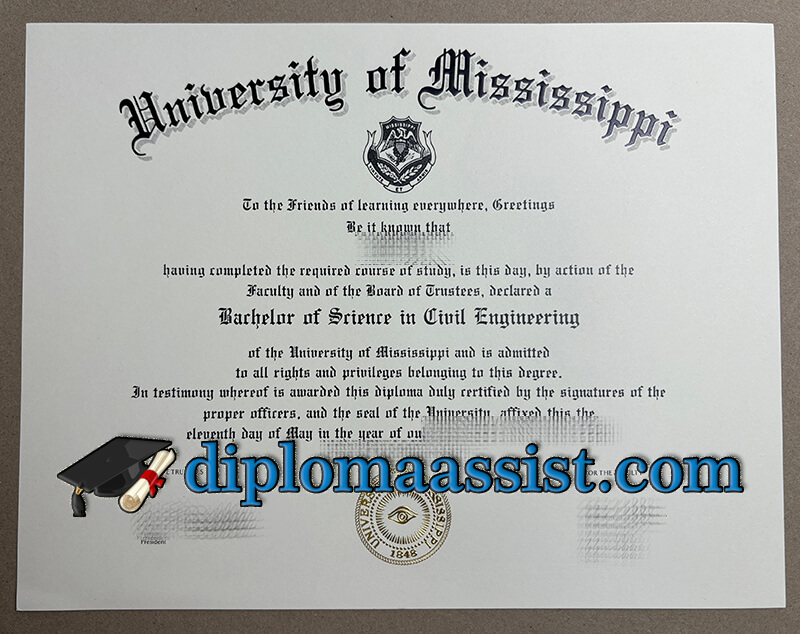 University of Mississippi
MISSISSIPPI
To the Friends of learning everywhere, Greetings
Be it known that
having completed the required course of study, is this day, by action of the
Faculty and of the Board of Trustees, declared a
Bachelor of Science in Civil Engineering
of the University of Mississippi and is admitted
to all rights and privileges belonging to this degree.
In testimony whereof is awarded this diploma duly certified by the signatures of the
proper officers, and the seal of the University, affixed this the
eleventh day of May in the year of
diplomaassist.com
1848
President